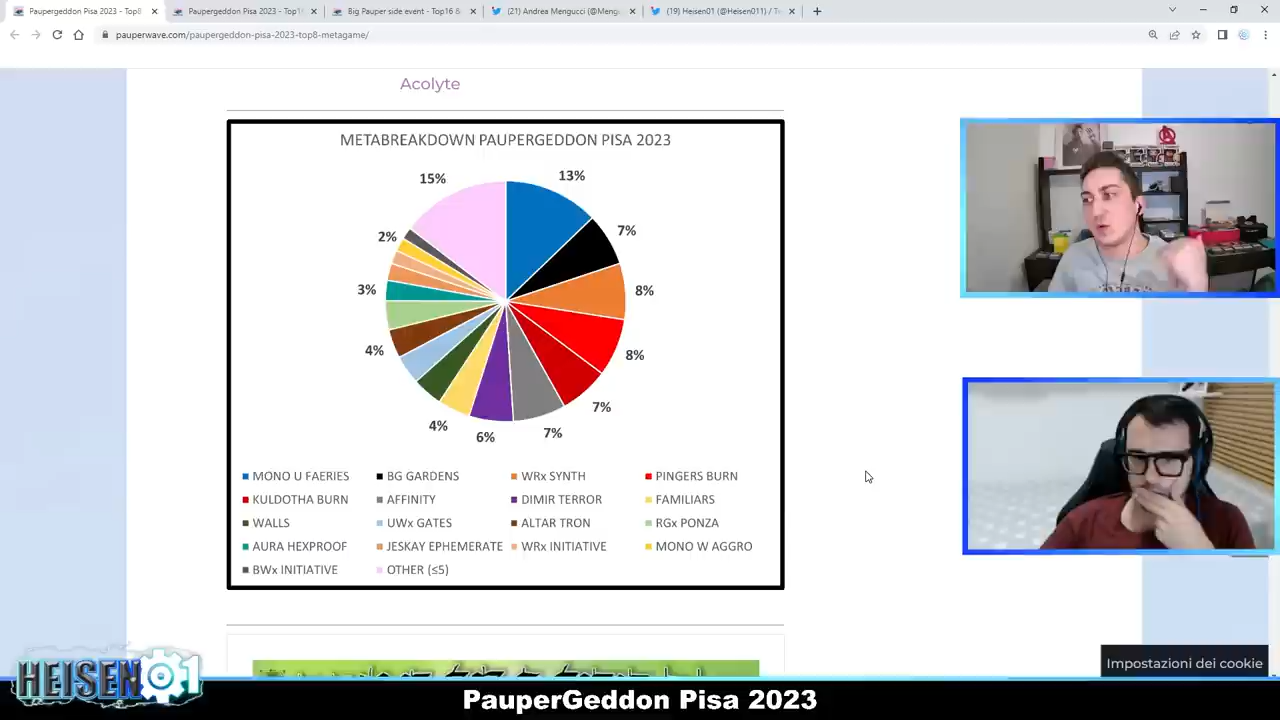 Paupergeddon Pisa 2023 - Top8
Paupergeddon Pisa 2023 - Top1
Big Pauper side event - Top16 &
(21) Andrea Mengucci (@Meng
(19) Heisen01 (@Heisen011) / T
pauperwave.com/paupergeddon-pisa-2023-top8-metagame/
Acolyte
METABREAKDOWN PAUPERGEDDON PISA 2023
15%
13%
7%
2%
8%
3%
8%
4%
7%
4%
6%
7%
MONO U FAERIES
BG GARDENS
WRx SYNTH
PINGERS BURN
KULDOTHA BURN
AFFINITY
DIMIR TERROR
FAMILIARS
WALLS
UWx GATES
ALTAR TRON
RGx PONZA
AURA HEXPROOF
JESKAY EPHEMERATE
WRx INITIATIVE
MONO W AGGRO
BWx INITIATIVE
OTHER (≤5)
Impostazioni dei cookie
HEISEN01
PauperGeddon Pisa 2023